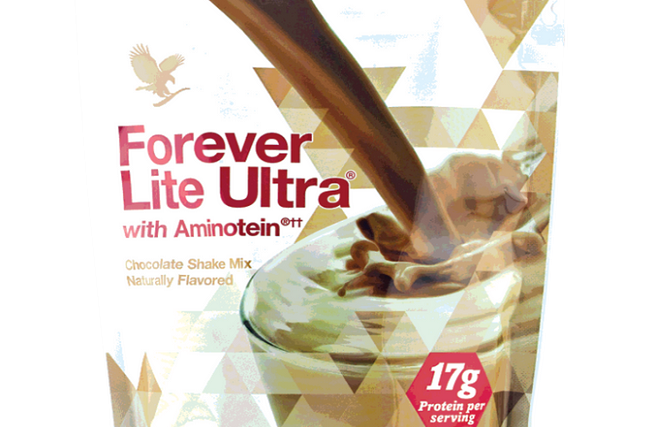 Forever
Lite Ultra®
with Aminotein®††
Chocolate Shake Mix
Naturally Flavored
17g
Protein per
serving